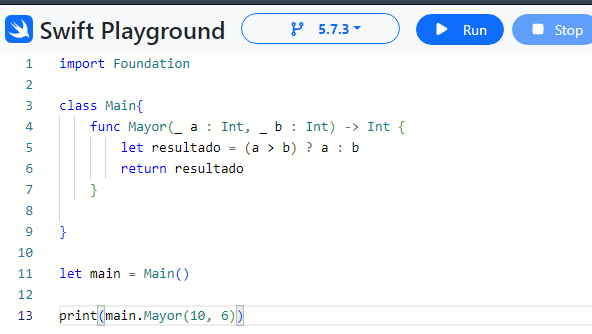 Swift Playground 5.7.3 Run Stop
1 import Foundation
2
3 class Main{
4 func Mayor(_ a : Int, _ b : Int) -> Int {
5 let resultado = (a > b) ? a : b
6 return resultado
7 }
8
9 }
10
11 let main = Main()
12
13 print(main.Mayor(10, 6))